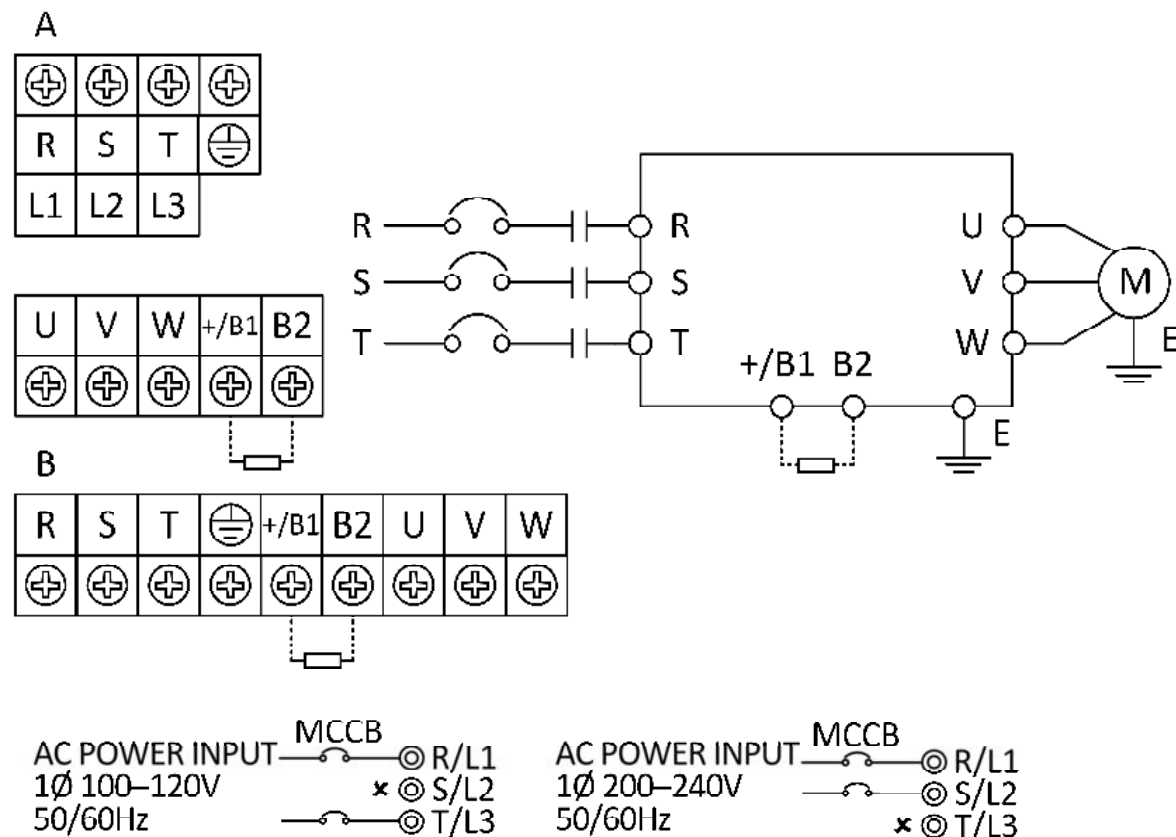 A
R S T
L1 L2 L3
U V W +/B1 B2
B
R S T +/B1 B2 U V W
R R U
S S V M
T T W E
+/B1 B2
E
AC POWER INPUT MCCB R/L1
1Ø 100–120V x S/L2
50/60Hz T/L3
AC POWER INPUT MCCB R/L1
1Ø 200–240V S/L2
50/60Hz x T/L3